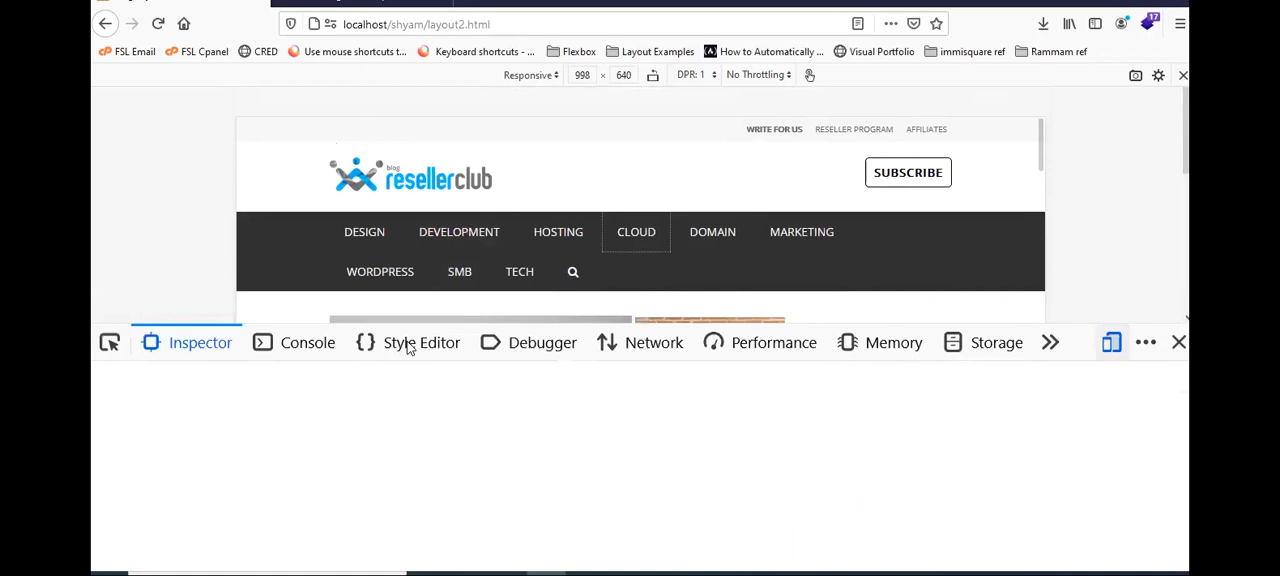 localhost/shyam/layout2.html
17
FSL Email FSL Cpanel CRED Use mouse shortcuts t... Keyboard shortcuts - ... Flexbox Layout Examples How to Automatically ... Visual Portfolio immisquare ref Rammam ref
Responsive 998 × 640 DPR: 1 No Throttling
WRITE FOR US RESELLER PROGRAM AFFILIATES
blog
resellerclub
SUBSCRIBE
DESIGN DEVELOPMENT HOSTING CLOUD DOMAIN MARKETING
WORDPRESS SMB TECH
Inspector Console Style Editor Debugger Network Performance Memory Storage